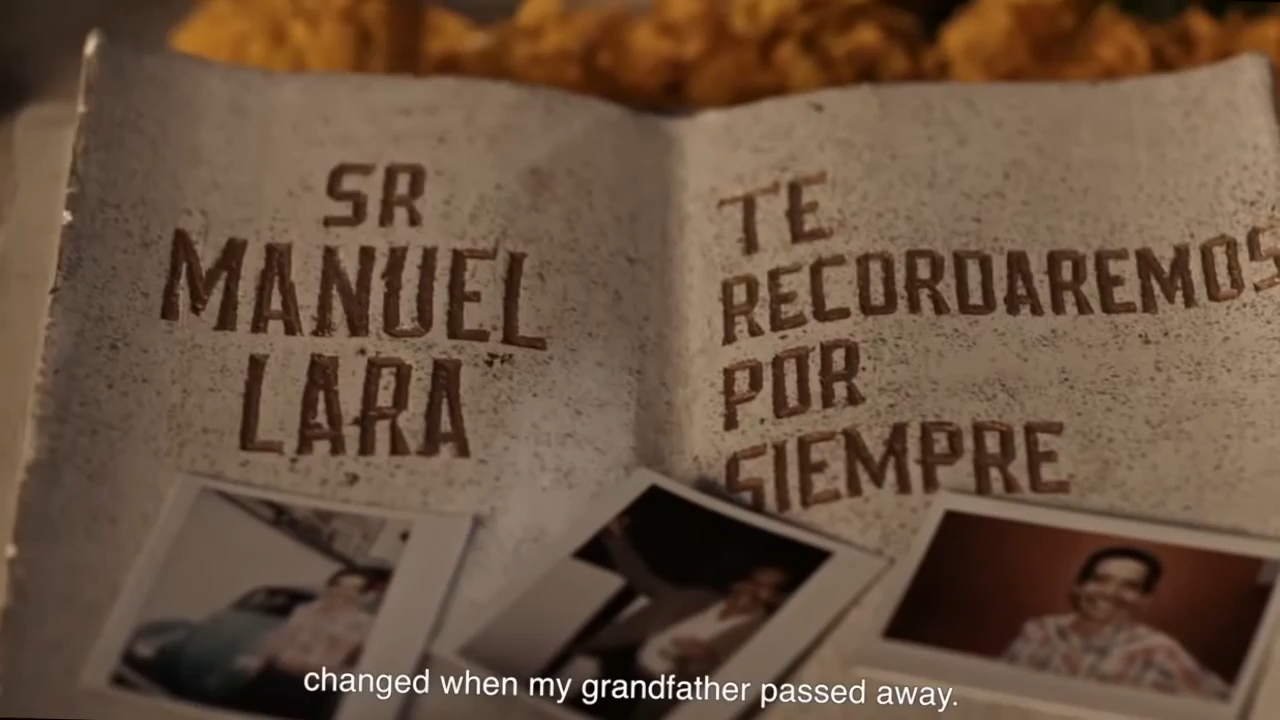 SR
MANUEL
LARA
TE
RECORDAREMOS
POR
SIEMPRE
changed when my grandfather passed away.